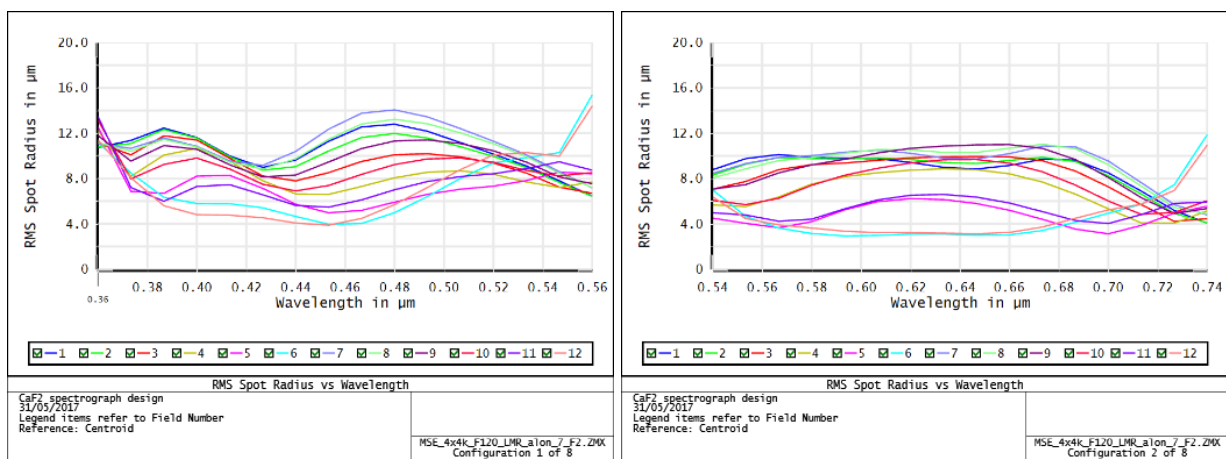 20.0
16.0
12.0
8.0
4.0
0
RMS Spot Radius in µm
0.36
0.38
0.40
0.42
0.44
0.46
0.48
0.50
0.52
0.54
0.56
Wavelength in µm
1 2 3 4 5 6 7 8 9 10 11 12
RMS Spot Radius vs Wavelength
CaF2 spectrograph design
31/05/2017
Legend items refer to Field Number
Reference: Centroid
MSE_4x4k_F120_LMR_alon_7_F2.ZMX
Configuration 1 of 8
20.0
16.0
12.0
8.0
4.0
0
RMS Spot Radius in µm
0.54
0.56
0.58
0.60
0.62
0.64
0.66
0.68
0.70
0.72
0.74
Wavelength in µm
1 2 3 4 5 6 7 8 9 10 11 12
RMS Spot Radius vs Wavelength
CaF2 spectrograph design
31/05/2017
Legend items refer to Field Number
Reference: Centroid
MSE_4x4k_F120_LMR_alon_7_F2.ZMX
Configuration 2 of 8